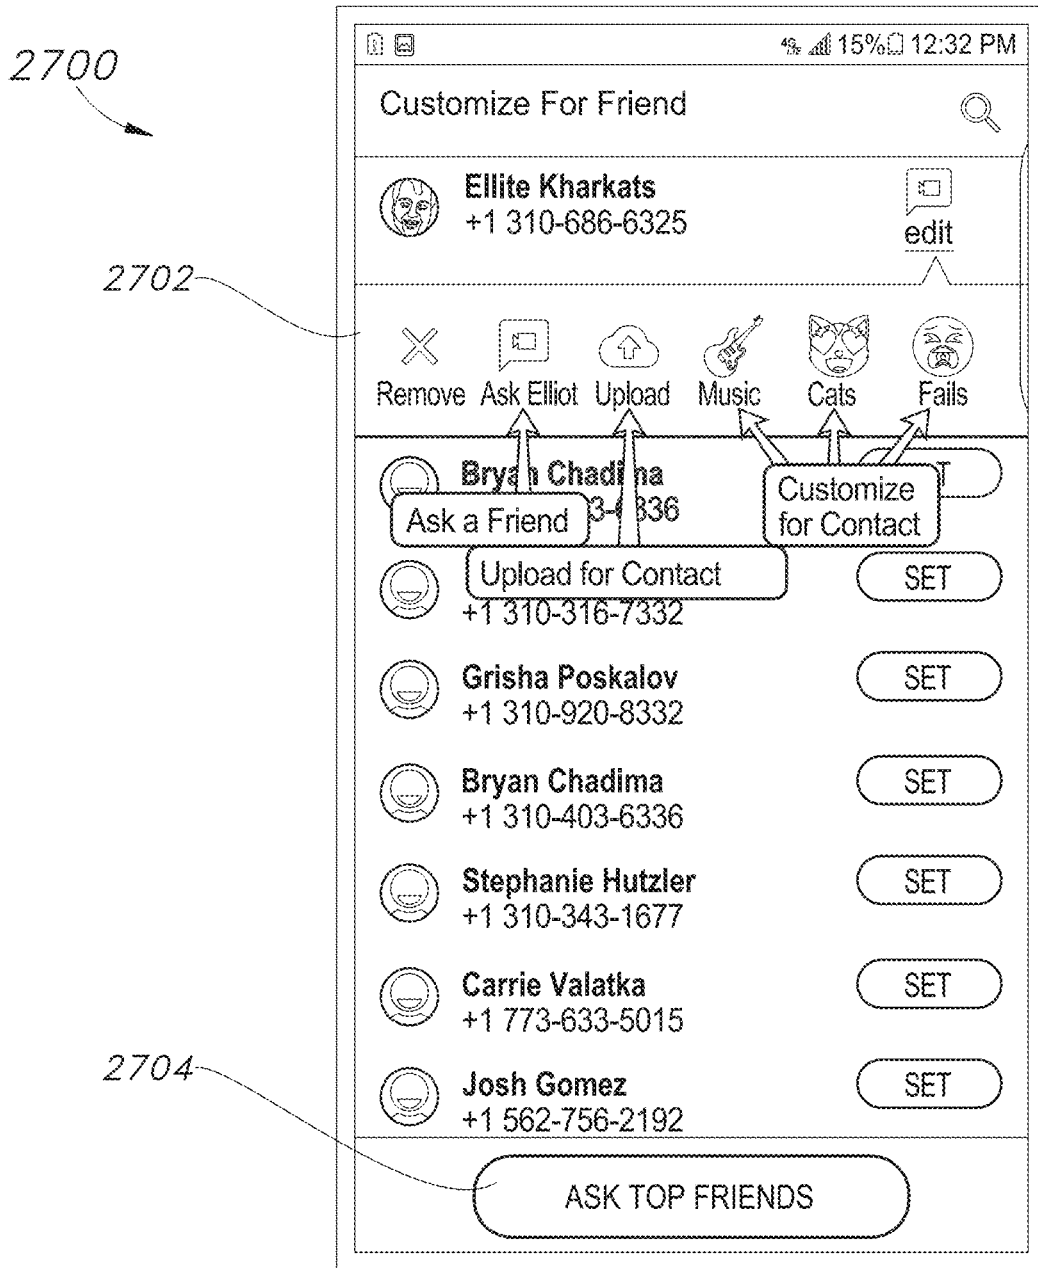 2700
4G 15% 12:32 PM
Customize For Friend
Ellite Kharkats
+1 310-686-6325
edit
2702
Remove Ask Elliot Upload Music Cats Fails
Bryan Chadima
Ask a Friend
Customize
for Contact
Upload for Contact
+1 310-316-7332
SET
Grisha Poskalov
+1 310-920-8332
SET
Bryan Chadima
+1 310-403-6336
SET
Stephanie Hutzler
+1 310-343-1677
SET
Carrie Valatka
+1 773-633-5015
SET
2704
Josh Gomez
+1 562-756-2192
SET
ASK TOP FRIENDS